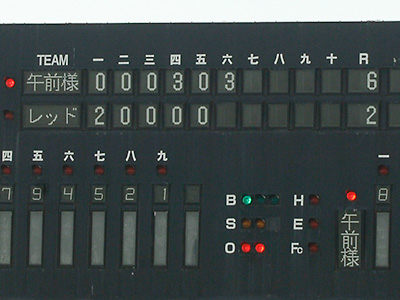 TEAM 一 二 三 四 五 六 七 八 九 十 R
午前様 0 0 0 3 0 3 6
レッド 2 0 0 0 0 2
四 五 六 七 八 九 一
7 9 4 5 2 1 8
B H
S E
O Fc
午前様